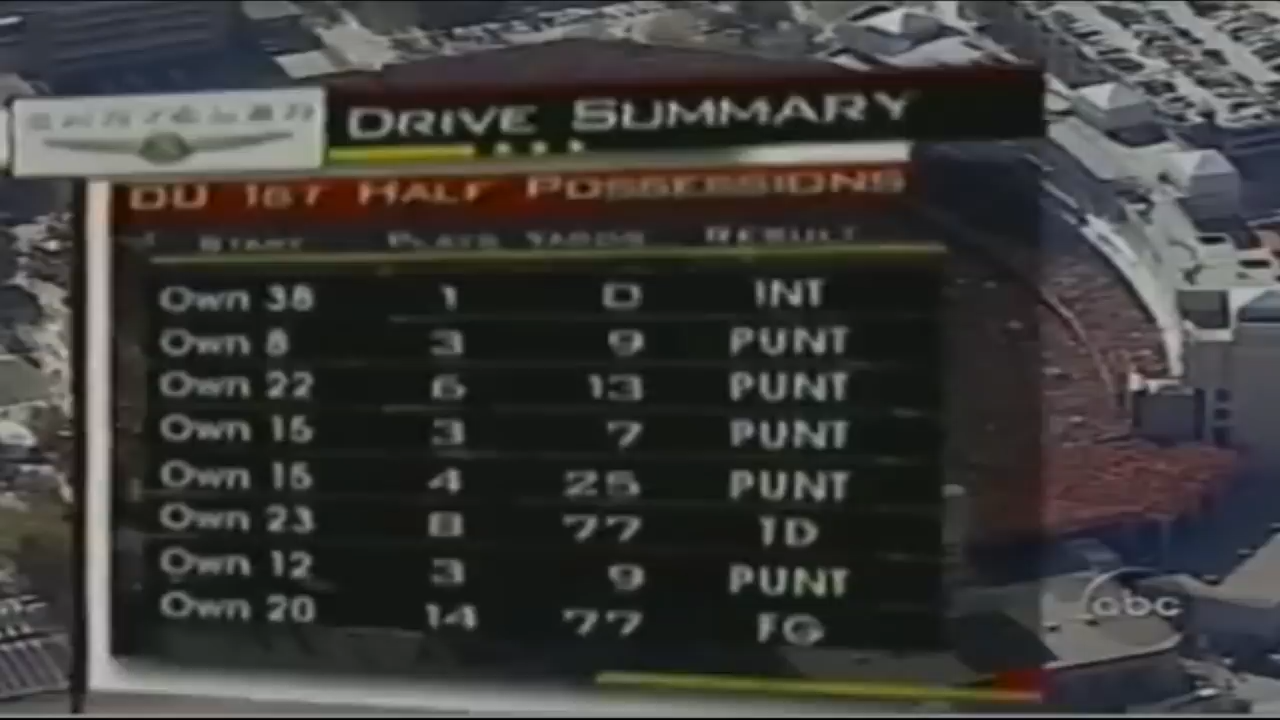 CHRYSLER
DRIVE SUMMARY
OU 1ST HALF POSSESSIONS
START PLAYS YARDS RESULT
Own 38 1 0 INT
Own 8 3 9 PUNT
Own 22 6 13 PUNT
Own 15 3 7 PUNT
Own 15 4 25 PUNT
Own 23 8 77 TD
Own 12 3 9 PUNT
Own 20 14 77 FG
abc